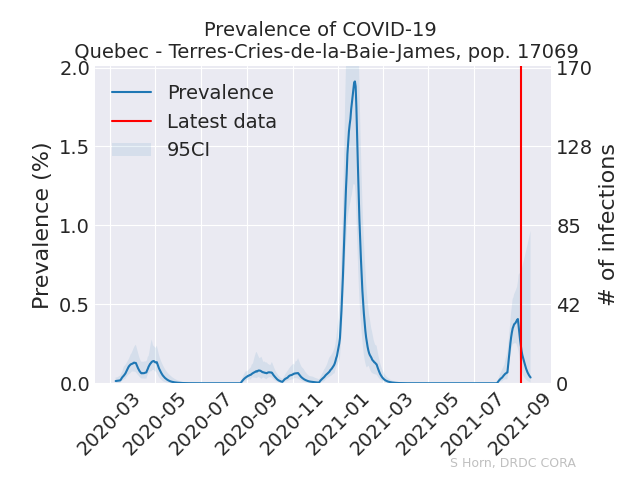 Prevalence of COVID-19
Quebec - Terres-Cries-de-la-Baie-James, pop. 17069
Prevalence (%)
2.0
1.5
1.0
0.5
0.0
Prevalence
Latest data
95CI
170
128
85
42
0
# of infections
2020-03
2020-05
2020-07
2020-09
2020-11
2021-01
2021-03
2021-05
2021-07
2021-09
S Horn, DRDC CORA